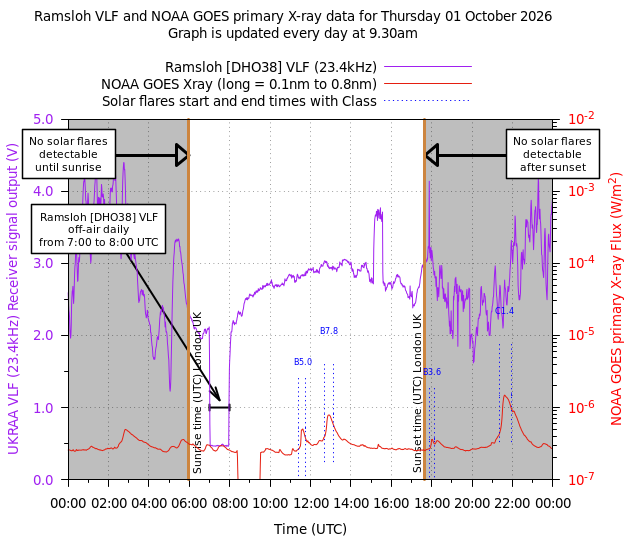 Ramsloh VLF and NOAA GOES primary X-ray data for Thursday 01 October 2026
Graph is updated every day at 9.30am
Ramsloh [DHO38] VLF (23.4kHz)
NOAA GOES Xray (long = 0.1nm to 0.8nm)
Solar flares start and end times with Class
5.0
4.0
3.0
2.0
1.0
0.0
UKRAA VLF (23.4kHz) Receiver signal output (V)
No solar flares
detectable
until sunrise
Ramsloh [DHO38] VLF
off-air daily
from 7:00 to 8:00 UTC
Sunrise time (UTC) London UK
B5.0
B7.8
Sunset time (UTC) London UK
B3.6
C1.4
No solar flares
detectable
after sunset
10-2
10-3
10-4
10-5
10-6
10-7
NOAA GOES primary X-ray Flux (W/m2)
00:00 02:00 04:00 06:00 08:00 10:00 12:00 14:00 16:00 18:00 20:00 22:00 00:00
Time (UTC)